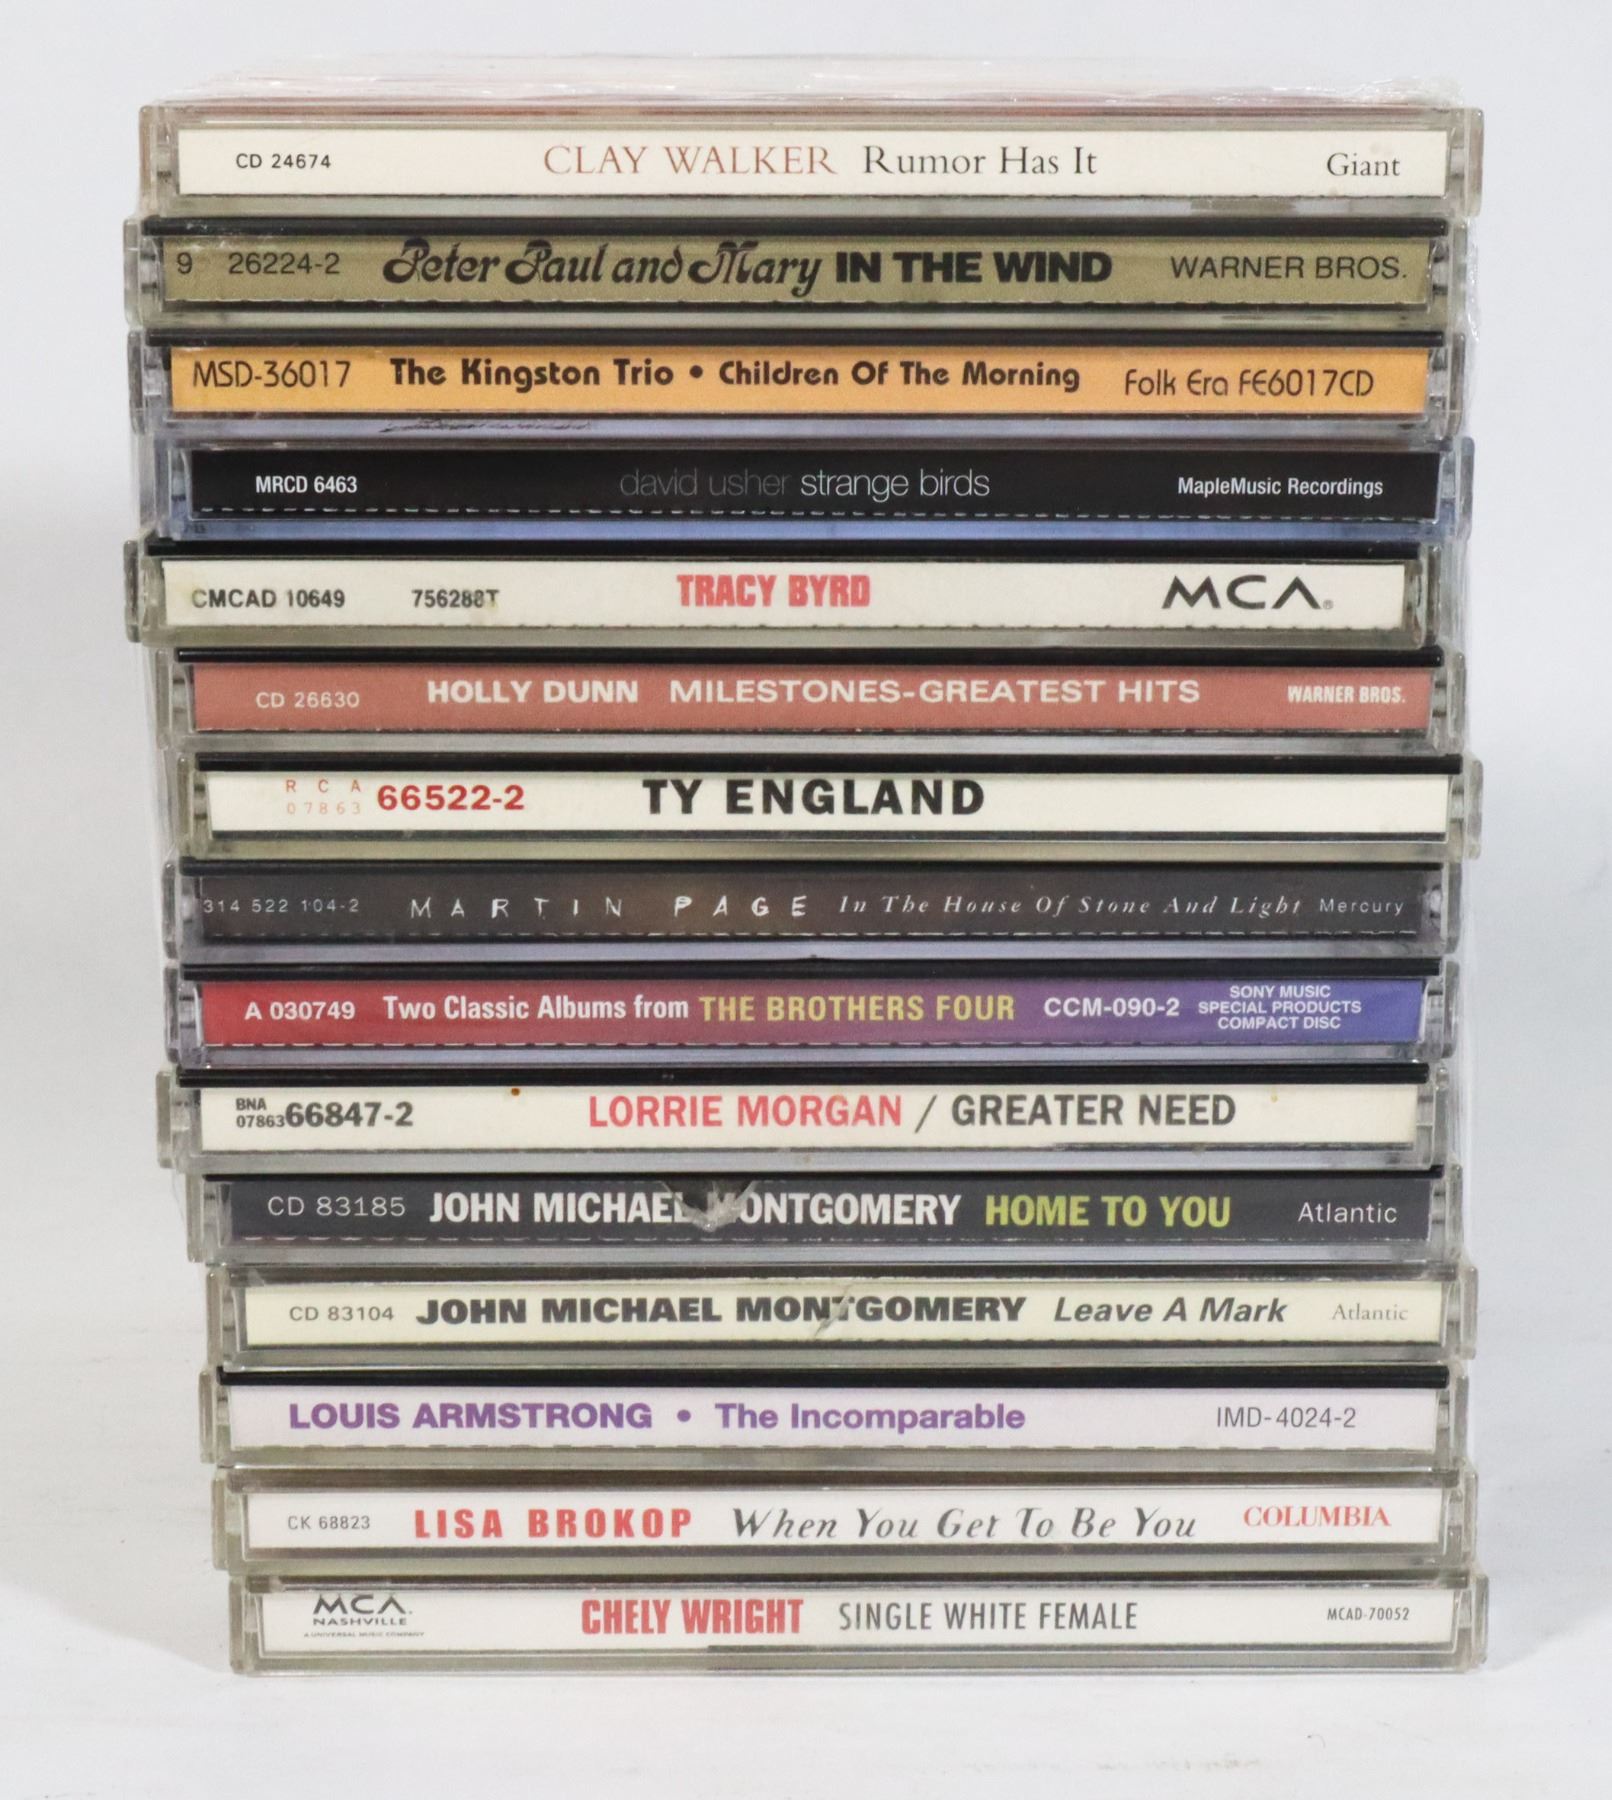 CD 24674 CLAY WALKER Rumor Has It Giant
9 26224-2 Peter Paul and Mary IN THE WIND WARNER BROS.
MSD-36017 The Kingston Trio • Children Of The Morning Folk Era FE6017CD
MRCD 6463 david usher strange birds MapleMusic Recordings
CMCAD 10649 756288T TRACY BYRD MCA®
CD 26630 HOLLY DUNN MILESTONES-GREATEST HITS WARNER BROS.
RCA
07863 66522-2 TY ENGLAND
314 522 104-2 MARTIN PAGE In The House Of Stone And Light Mercury
A 030749 Two Classic Albums from THE BROTHERS FOUR CCM-090-2
SONY MUSIC
SPECIAL PRODUCTS
COMPACT DISC
BNA
07863 66847-2 LORRIE MORGAN / GREATER NEED
CD 83185 JOHN MICHAEL MONTGOMERY HOME TO YOU Atlantic
CD 83104 JOHN MICHAEL MONTGOMERY Leave A Mark Atlantic
LOUIS ARMSTRONG • The Incomparable IMD-4024-2
CK 68823 LISA BROKOP When You Get To Be You COLUMBIA
MCA
NASHVILLE
A UNIVERSAL MUSIC COMPANY
CHELY WRIGHT SINGLE WHITE FEMALE MCAD-70052